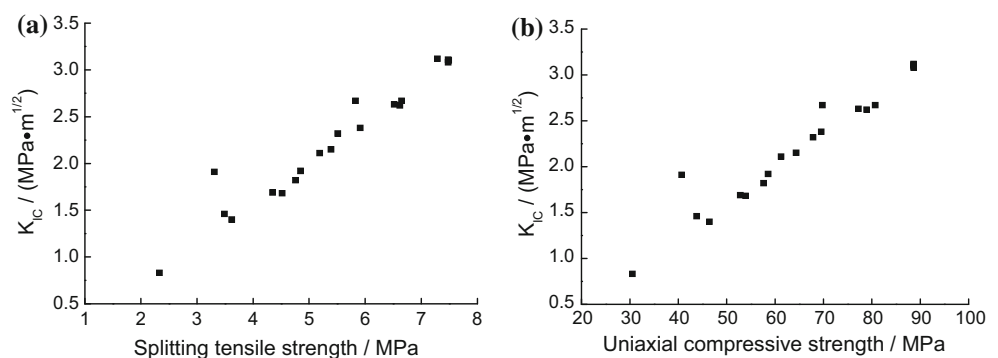 (a)
K_IC / (MPa•m^1/2)
3.5
3.0
2.5
2.0
1.5
1.0
0.5
1 2 3 4 5 6 7 8
Splitting tensile strength / MPa
(b)
K_IC / (MPa•m^1/2)
3.5
3.0
2.5
2.0
1.5
1.0
0.5
20 30 40 50 60 70 80 90 100
Uniaxial compressive strength / MPa